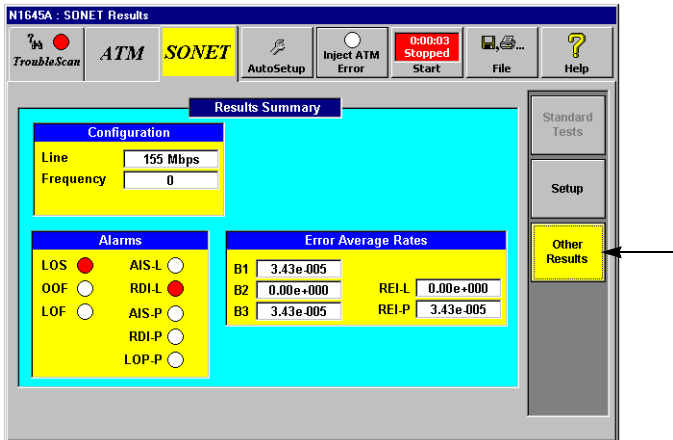 N1645A : SONET Results
TroubleScan
ATM
SONET
AutoSetup
Inject ATM
Error
0:00:03
Stopped
Start
File
Help
Results Summary
Configuration
Line 155 Mbps
Frequency 0
Alarms
LOS AIS-L
OOF RDI-L
LOF AIS-P
RDI-P
LOP-P
Error Average Rates
B1 3.43e-005
B2 0.00e+000 REI-L 0.00e+000
B3 3.43e-005 REI-P 3.43e-005
Standard
Tests
Setup
Other
Results